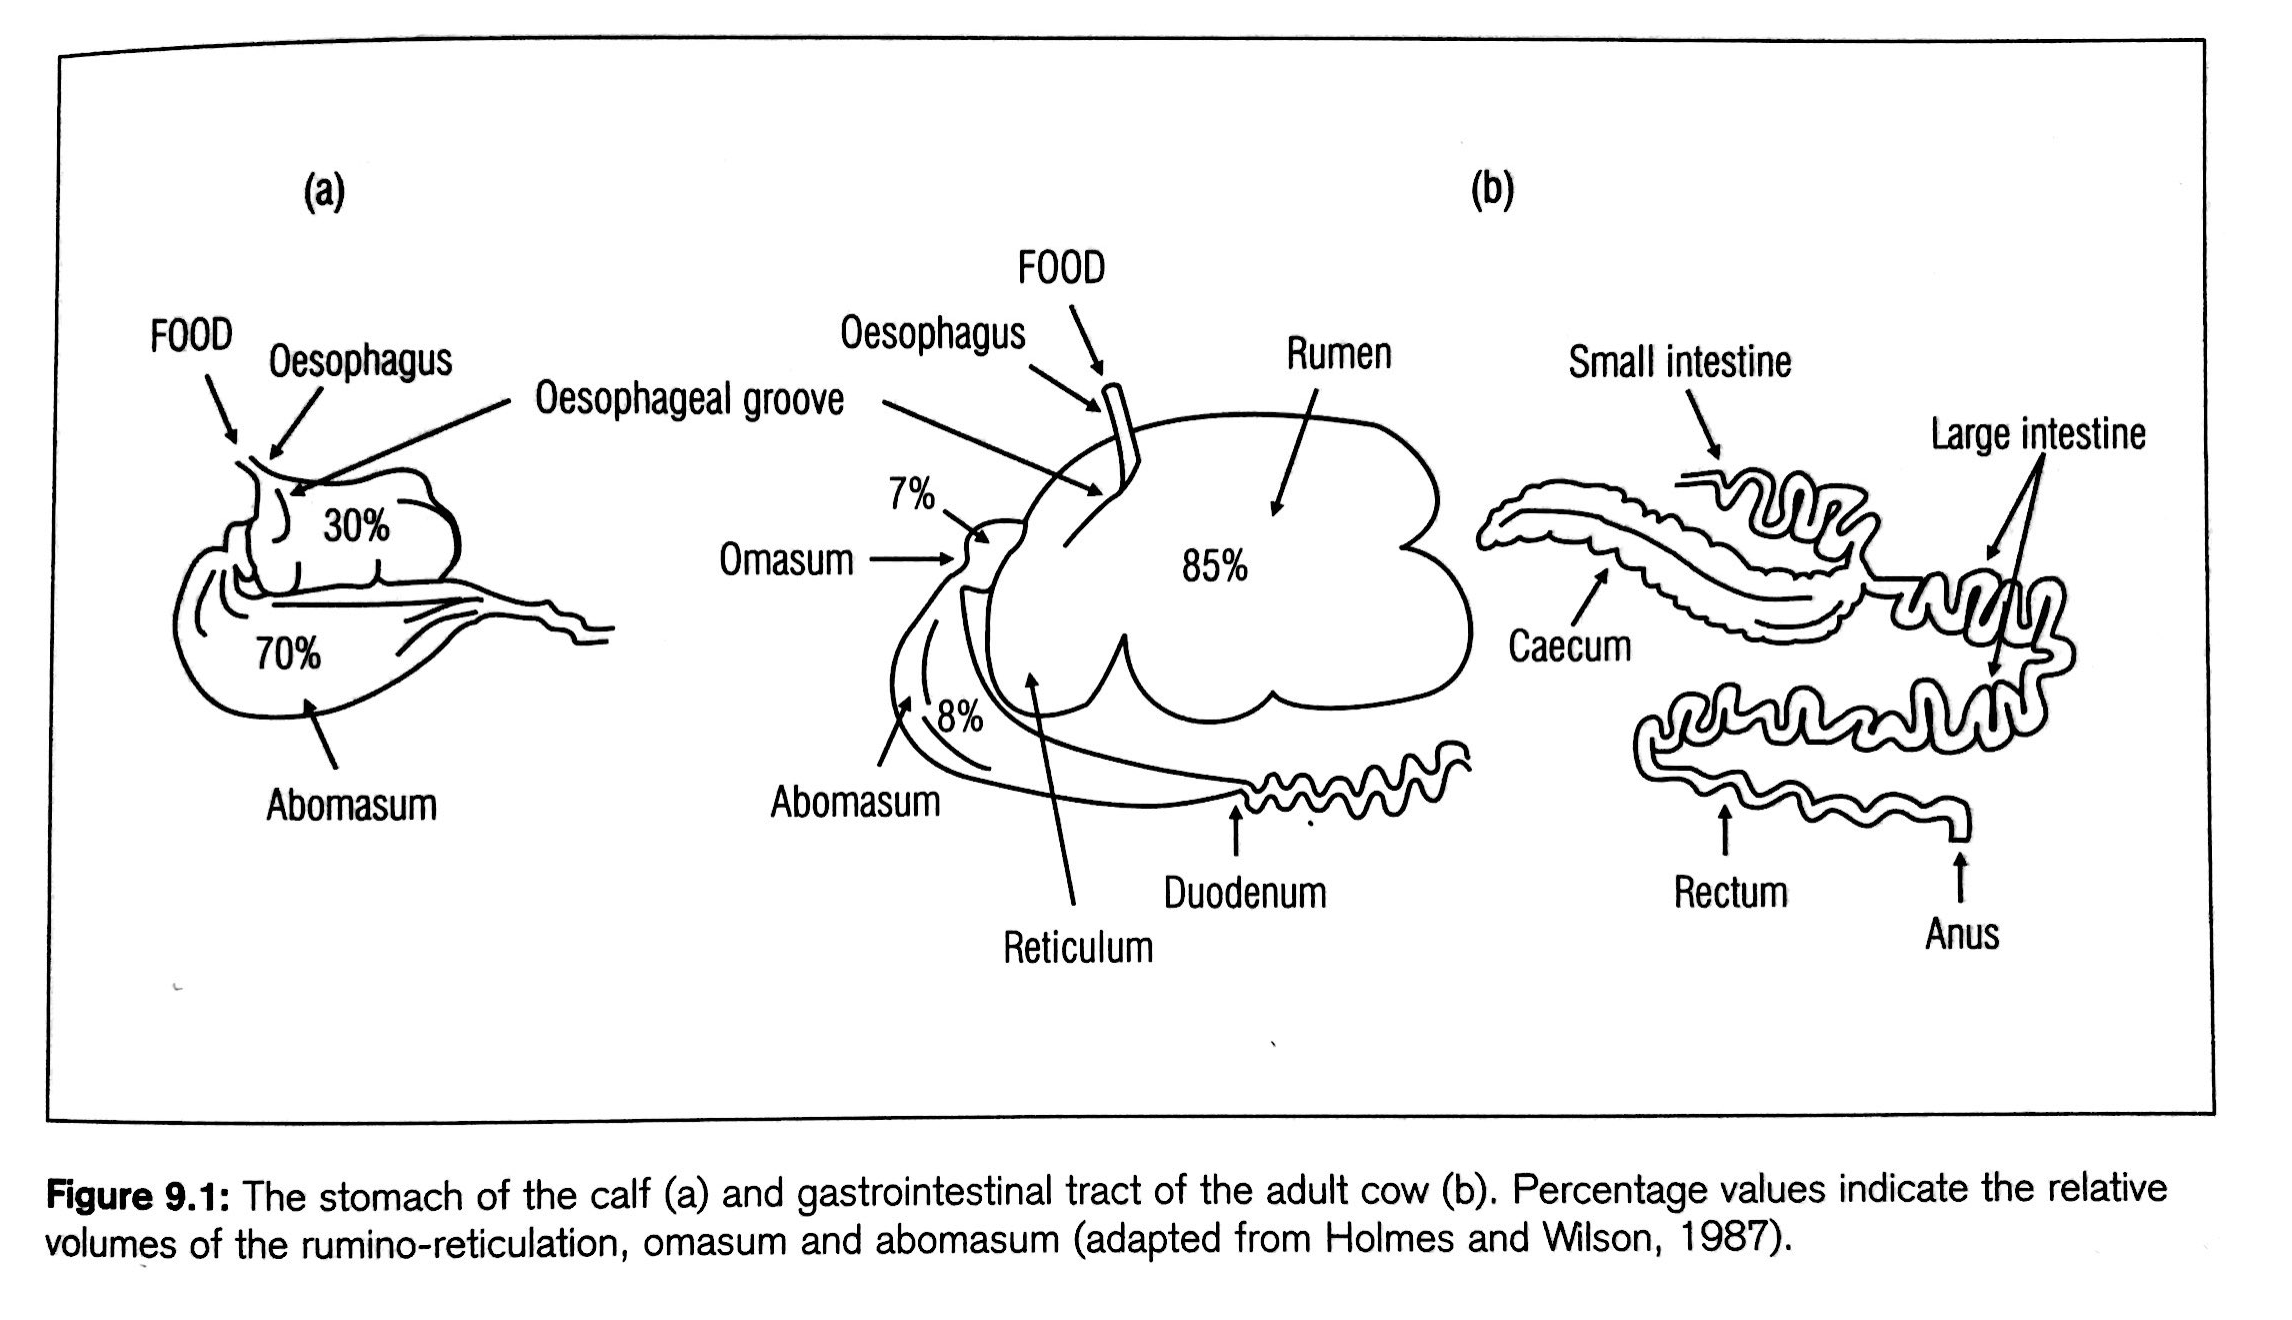 (a)
(b)
FOOD
Oesophagus
Oesophageal groove
30%
70%
Abomasum
FOOD
Oesophagus
Rumen
7%
Omasum
85%
8%
Abomasum
Reticulum
Duodenum
Small intestine
Large intestine
Caecum
Rectum
Anus
Figure 9.1: The stomach of the calf (a) and gastrointestinal tract of the adult cow (b). Percentage values indicate the relative
volumes of the rumino-reticulation, omasum and abomasum (adapted from Holmes and Wilson, 1987).